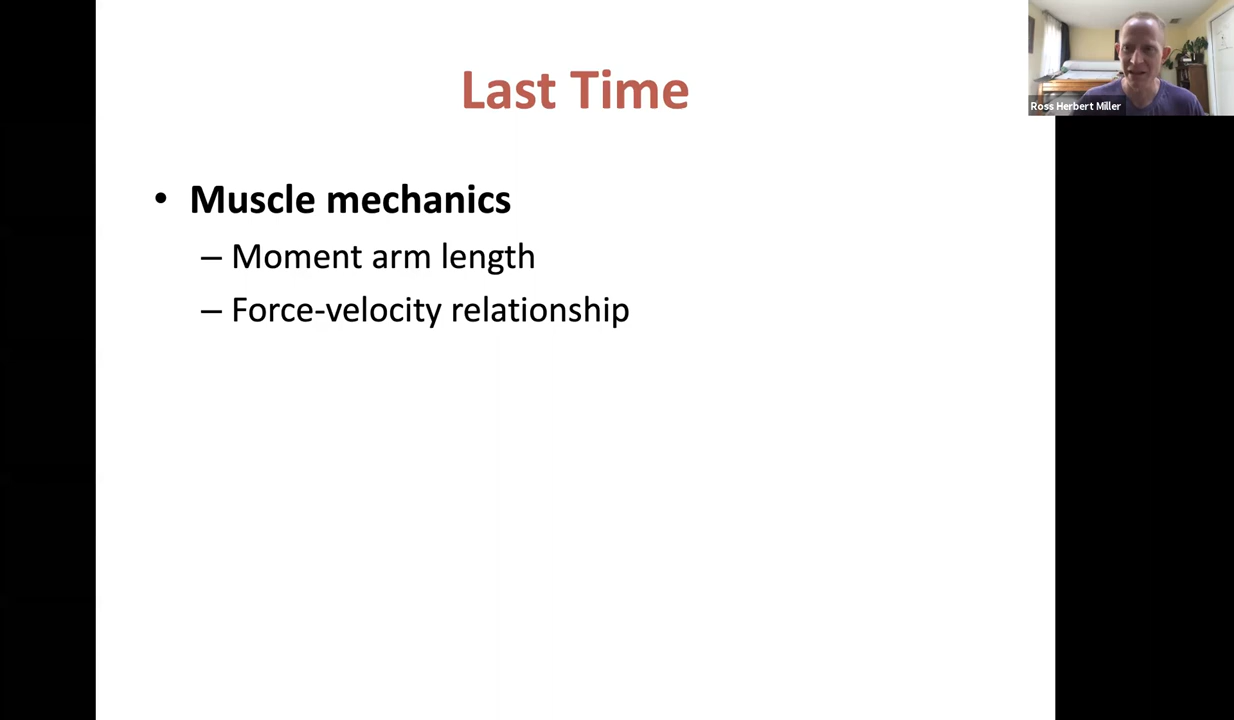 Last Time
Ross Herbert Miller
• Muscle mechanics
– Moment arm length
– Force-velocity relationship